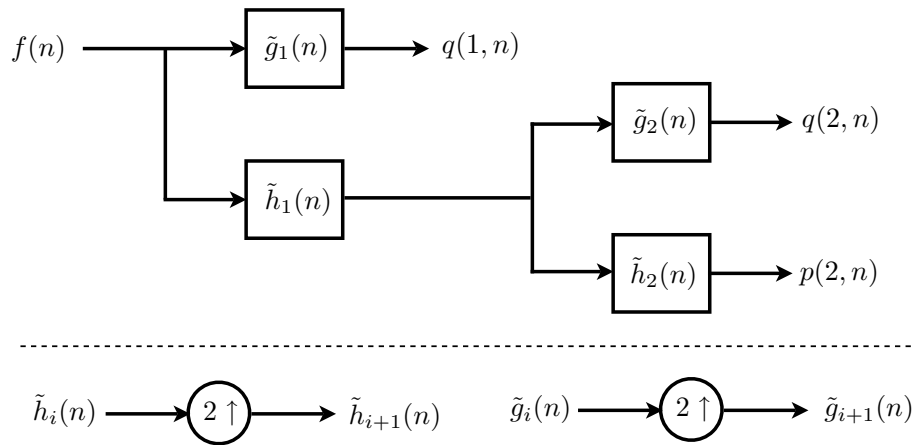 f(n)
g̃₁(n)
q(1, n)
g̃₂(n)
q(2, n)
h̃₁(n)
h̃₂(n)
p(2, n)
h̃ᵢ(n)
2 ↑
h̃ᵢ₊₁(n)
g̃ᵢ(n)
2 ↑
g̃ᵢ₊₁(n)